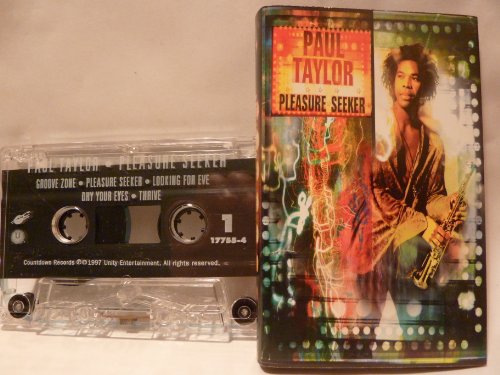 PAUL TAYLOR - PLEASURE SEEKER
GROOVE ZONE • PLEASURE SEEKER • LOOKING FOR EVE
DRY YOUR EYES • THRIVE
1
17755-4
Countdown Records ℗©1997 Unity Entertainment. All rights reserved.
PAUL
TAYLOR
PLEASURE SEEKER